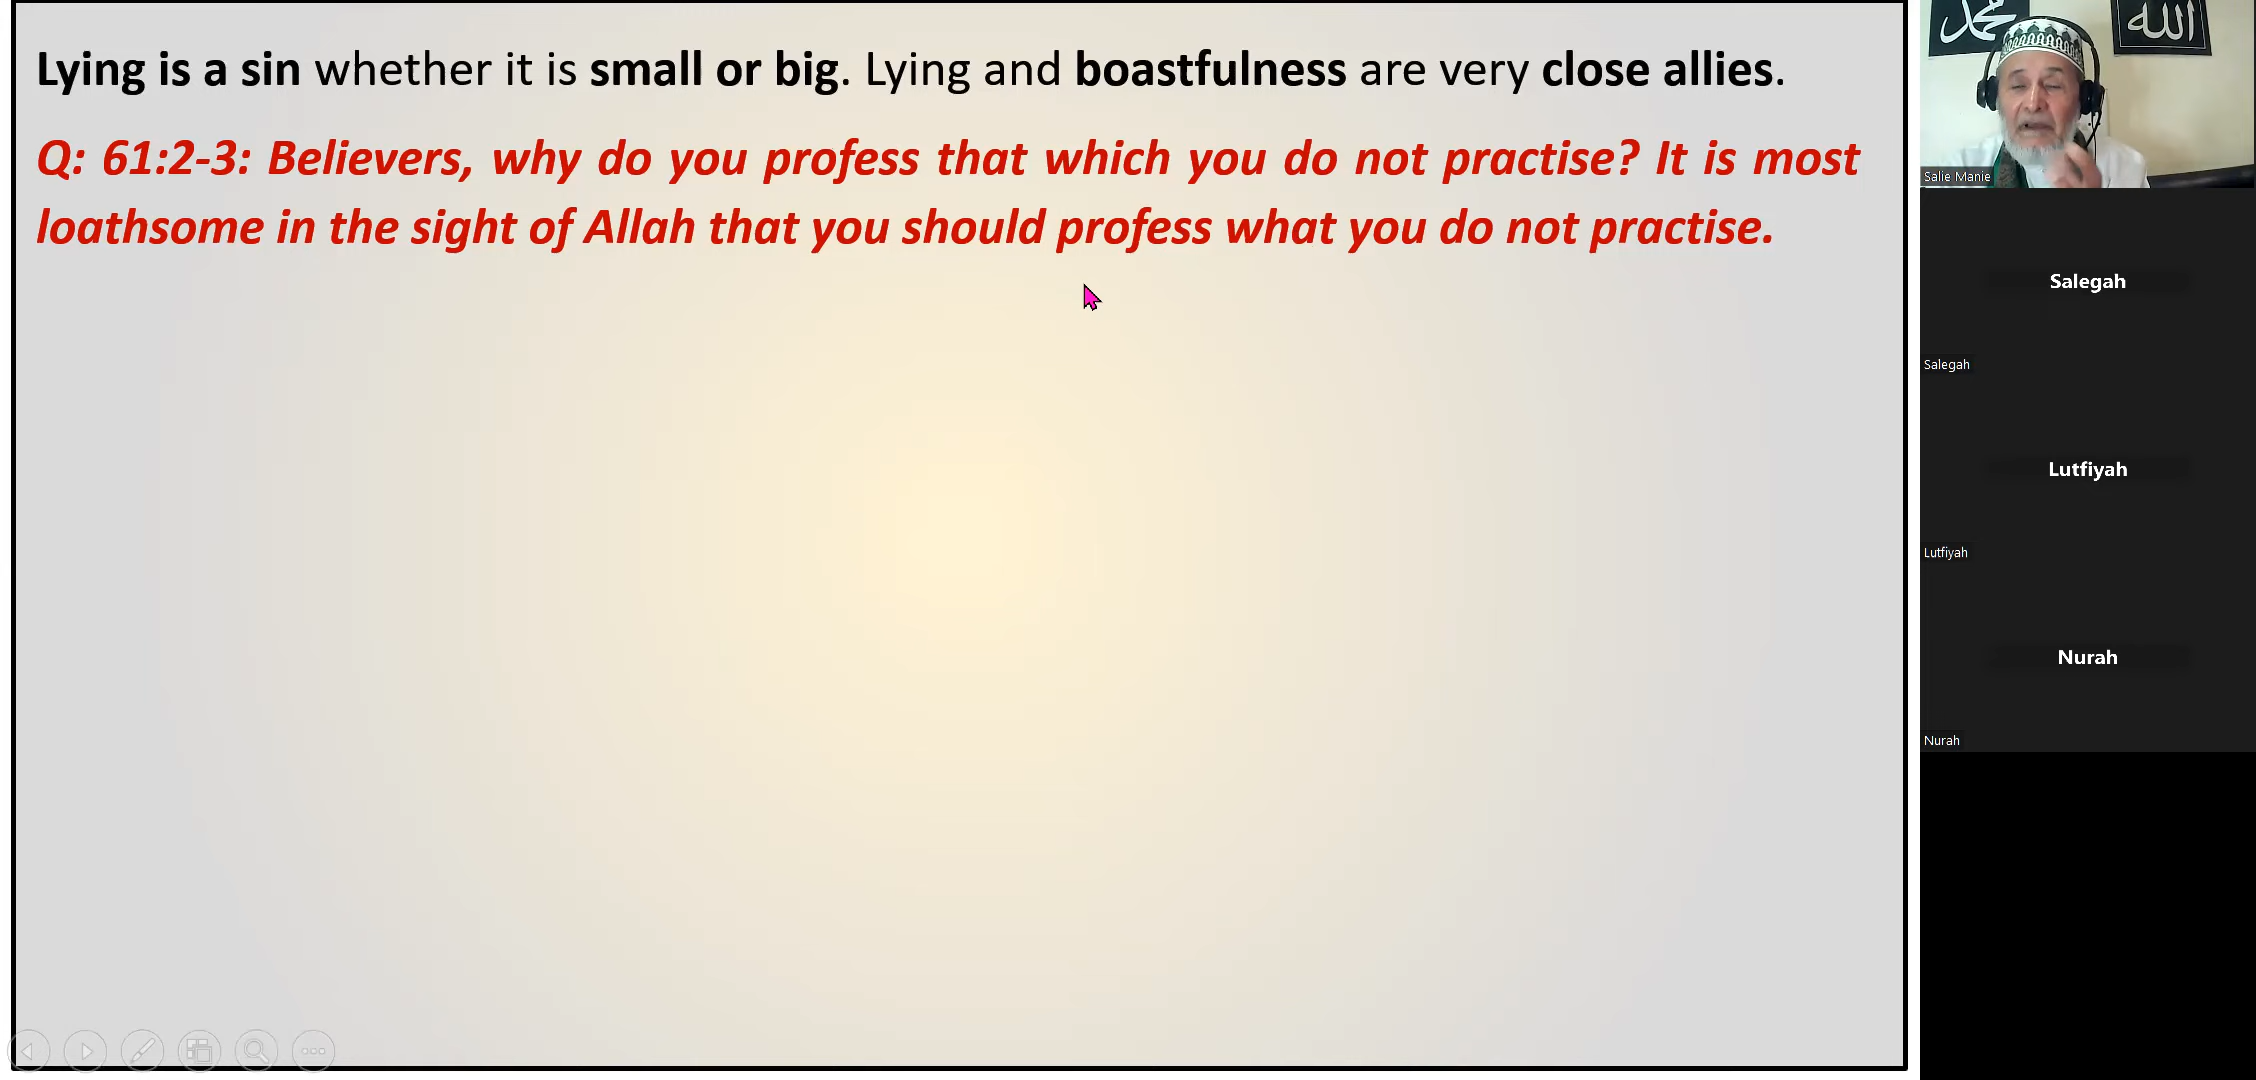 Lying is a sin whether it is small or big. Lying and boastfulness are very close allies.
Q: 61:2-3: Believers, why do you profess that which you do not practise? It is most
loathsome in the sight of Allah that you should profess what you do not practise.
محمد
الله
Salie Manie
Salegah
Salegah
Lutfiyah
Lutfiyah
Nurah
Nurah